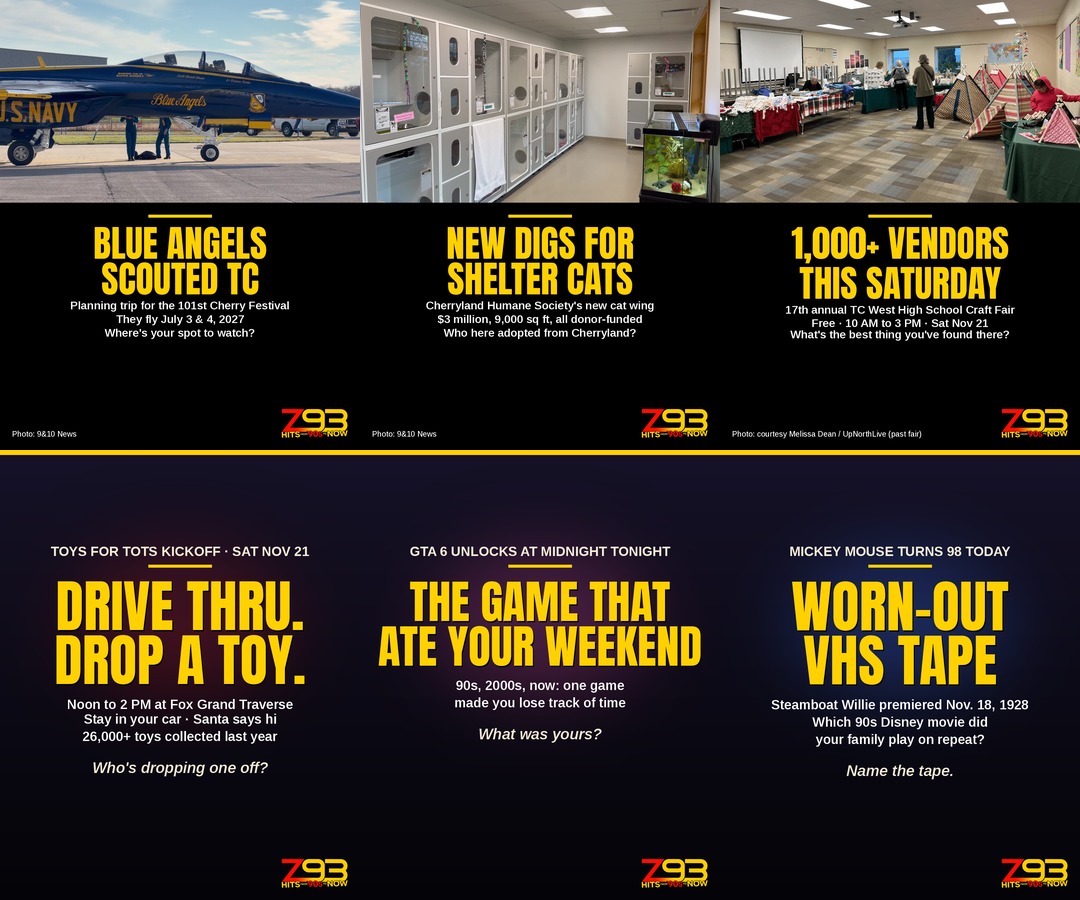 U.S. NAVY
Blue Angels
BLUE ANGELS
SCOUTED TC
Planning trip for the 101st Cherry Festival
They fly July 3 & 4, 2027
Where's your spot to watch?
Photo: 9&10 News
Z93
HITS 90s NOW
NEW DIGS FOR
SHELTER CATS
Cherryland Humane Society's new cat wing
$3 million, 9,000 sq ft, all donor-funded
Who here adopted from Cherryland?
Photo: 9&10 News
Z93
HITS 90s NOW
1,000+ VENDORS
THIS SATURDAY
17th annual TC West High School Craft Fair
Free · 10 AM to 3 PM · Sat Nov 21
What's the best thing you've found there?
Photo: courtesy Melissa Dean / UpNorthLive (past fair)
Z93
HITS 90s NOW
TOYS FOR TOTS KICKOFF · SAT NOV 21
DRIVE THRU.
DROP A TOY.
Noon to 2 PM at Fox Grand Traverse
Stay in your car · Santa says hi
26,000+ toys collected last year
Who's dropping one off?
Z93
HITS 90s NOW
GTA 6 UNLOCKS AT MIDNIGHT TONIGHT
THE GAME THAT
ATE YOUR WEEKEND
90s, 2000s, now: one game
made you lose track of time
What was yours?
Z93
HITS 90s NOW
MICKEY MOUSE TURNS 98 TODAY
WORN-OUT
VHS TAPE
Steamboat Willie premiered Nov. 18, 1928
Which 90s Disney movie did
your family play on repeat?
Name the tape.
Z93
HITS 90s NOW